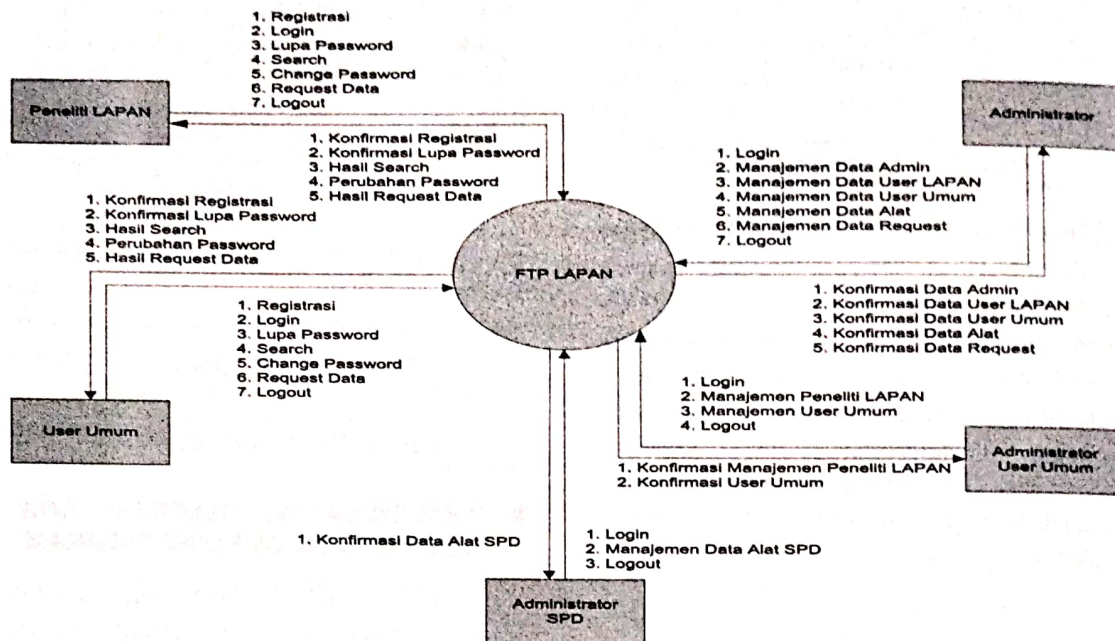 1. Registrasi
2. Login
3. Lupa Password
4. Search
5. Change Password
6. Request Data
7. Logout
Peneliti LAPAN
1. Konfirmasi Registrasi
2. Konfirmasi Lupa Password
3. Hasil Search
4. Perubahan Password
5. Hasil Request Data
Administrator
1. Login
2. Manajemen Data Admin
3. Manajemen Data User LAPAN
4. Manajemen Data User Umum
5. Manajemen Data Alat
6. Manajemen Data Request
7. Logout
1. Konfirmasi Registrasi
2. Konfirmasi Lupa Password
3. Hasil Search
4. Perubahan Password
5. Hasil Request Data
FTP LAPAN
1. Konfirmasi Data Admin
2. Konfirmasi Data User LAPAN
3. Konfirmasi Data User Umum
4. Konfirmasi Data Alat
5. Konfirmasi Data Request
1. Registrasi
2. Login
3. Lupa Password
4. Search
5. Change Password
6. Request Data
7. Logout
User Umum
1. Login
2. Manajemen Peneliti LAPAN
3. Manajemen User Umum
4. Logout
Administrator
User Umum
1. Konfirmasi Manajemen Peneliti LAPAN
2. Konfirmasi User Umum
1. Konfirmasi Data Alat SPD
1. Login
2. Manajemen Data Alat SPD
3. Logout
Administrator
SPD